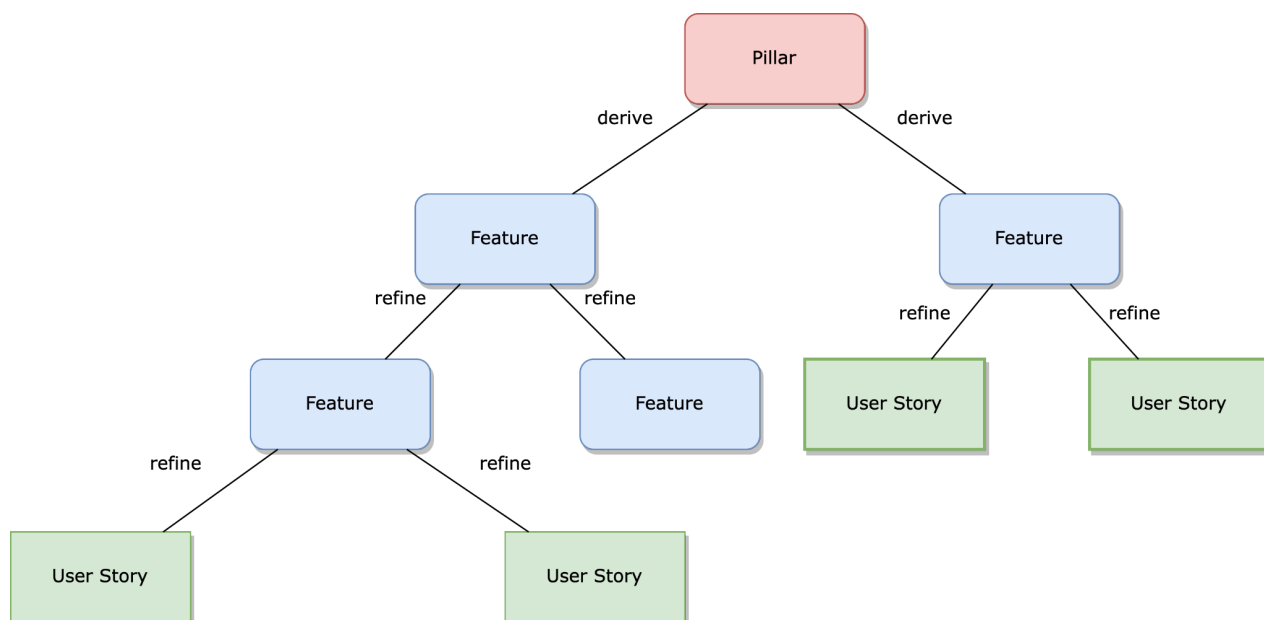 Pillar
derive
derive
Feature
Feature
refine
refine
refine
refine
Feature
Feature
User Story
User Story
refine
refine
User Story
User Story